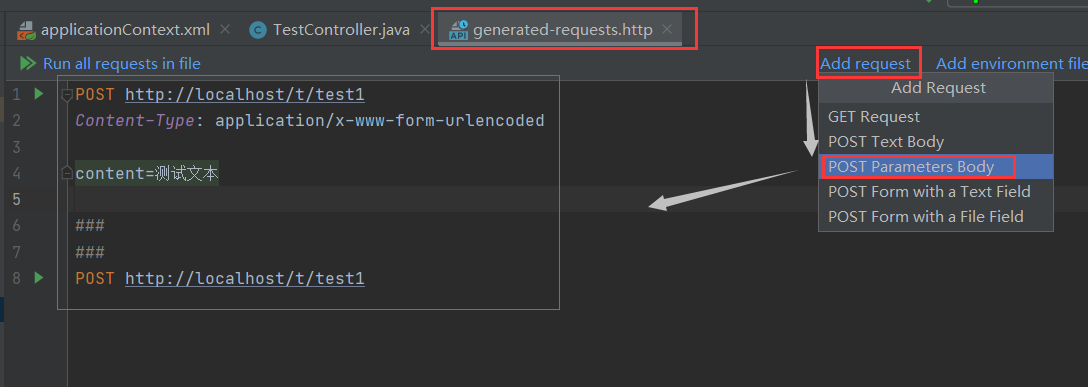 applicationContext.xml
TestController.java
API
generated-requests.http
Run all requests in file
Add request
Add environment file
1 POST http://localhost/t/test1
2 Content-Type: application/x-www-form-urlencoded
3
4 content=测试文本
5
6 ###
7 ###
8 POST http://localhost/t/test1
Add Request
GET Request
POST Text Body
POST Parameters Body
POST Form with a Text Field
POST Form with a File Field